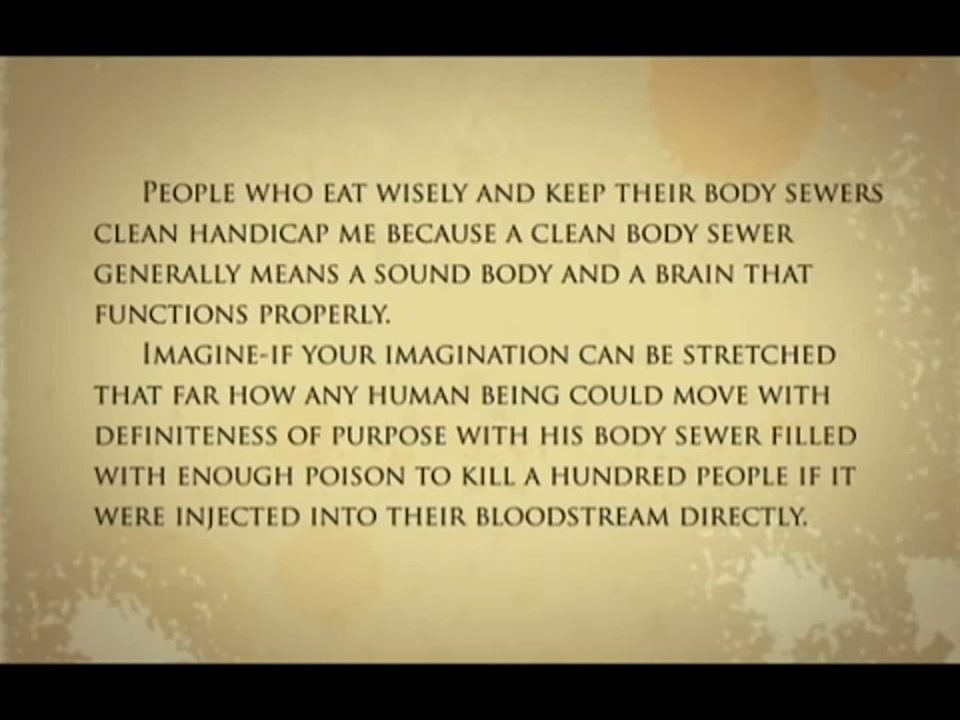 People who eat wisely and keep their body sewers
clean handicap me because a clean body sewer
generally means a sound body and a brain that
functions properly.
Imagine-if your imagination can be stretched
that far how any human being could move with
definiteness of purpose with his body sewer filled
with enough poison to kill a hundred people if it
were injected into their bloodstream directly.